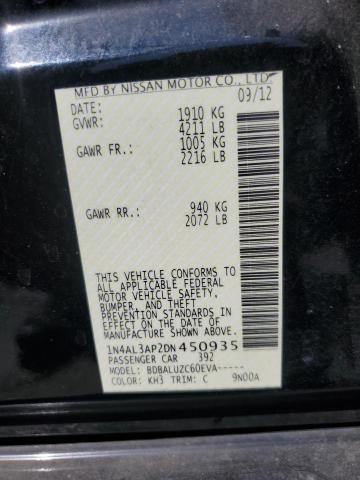 MFD BY NISSAN MOTOR CO., LTD.
DATE: 09/12
GVWR: 1910 KG
4211 LB
GAWR FR.: 1005 KG
2216 LB
GAWR RR.: 940 KG
2072 LB
THIS VEHICLE CONFORMS TO
ALL APPLICABLE FEDERAL
MOTOR VEHICLE SAFETY,
BUMPER, AND THEFT
PREVENTION STANDARDS
IN EFFECT ON THE DATE
OF MANUFACTURE SHOWN
ABOVE.
1N4AL3AP2DN450935
PASSENGER CAR 392
MODEL: BDBALUZC60EVA-----
COLOR: KH3 TRIM: C 9N00A